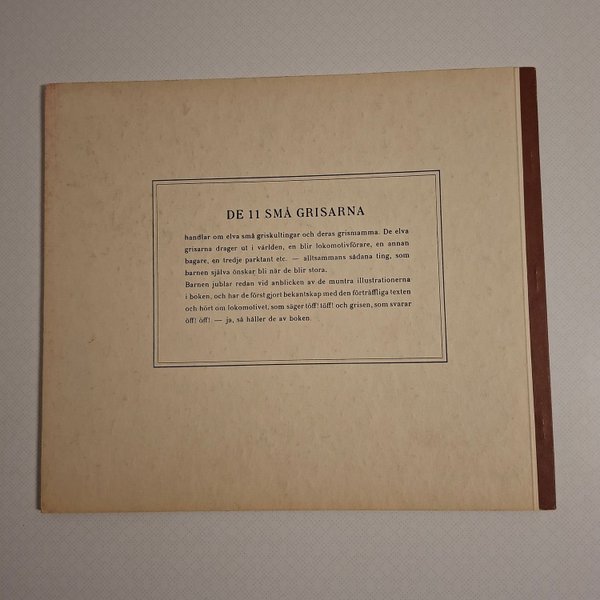 DE 11 SMÅ GRISARNA
handlar om elva små griskultingar och deras grismamma. De elva
grisarna drager ut i världen, en blir lokomotivförare, en annan
bagare, en tredje parktant etc. — alltsammans sådana ting, som
barnen själva önskar bli när de blir stora.
Barnen jublar redan vid anblicken av de muntra illustrationerna
i boken, och har de först gjort bekantskap med den förträffliga texten
och hört om lokomotivet, som säger töff! töff! och grisen, som svarar
öff! öff! — ja, så håller de av boken.